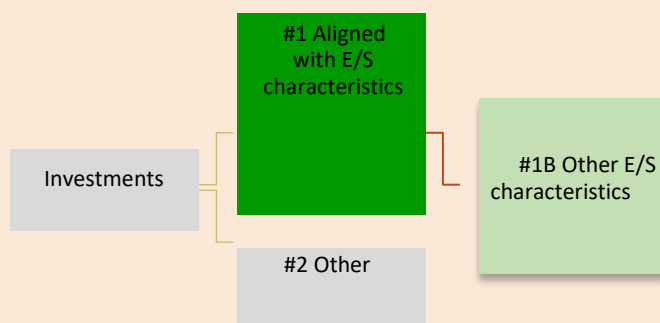 #1 Aligned
with E/S
characteristics
#1B Other E/S
characteristics
Investments
#2 Other